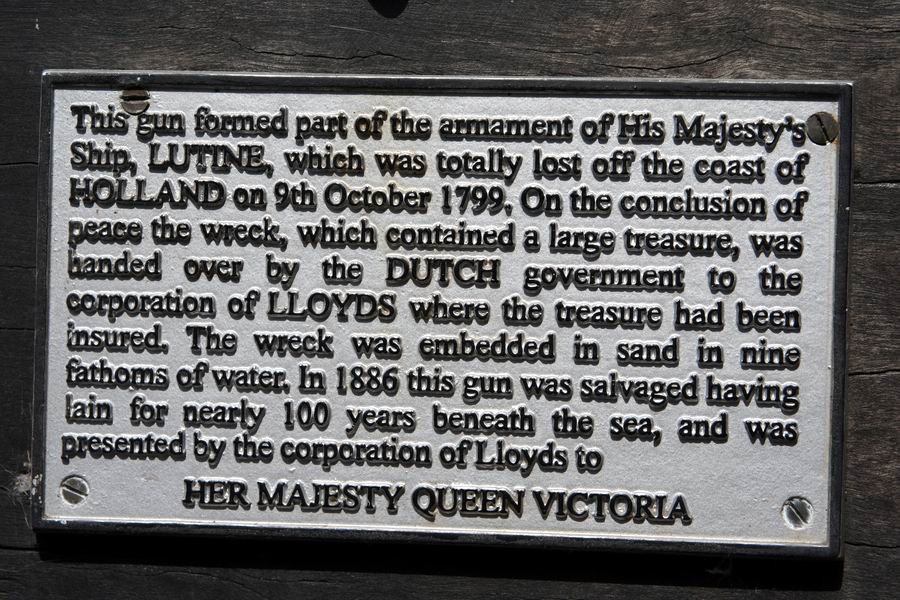 This gun formed part of the armament of His Majesty's
Ship, LUTINE, which was totally lost off the coast of
HOLLAND on 9th October 1799. On the conclusion of
peace the wreck, which contained a large treasure, was
handed over by the DUTCH government to the
corporation of LLOYDS where the treasure had been
insured. The wreck was embedded in sand in nine
fathoms of water. In 1886 this gun was salvaged having
lain for nearly 100 years beneath the sea, and was
presented by the corporation of Lloyds to
HER MAJESTY QUEEN VICTORIA